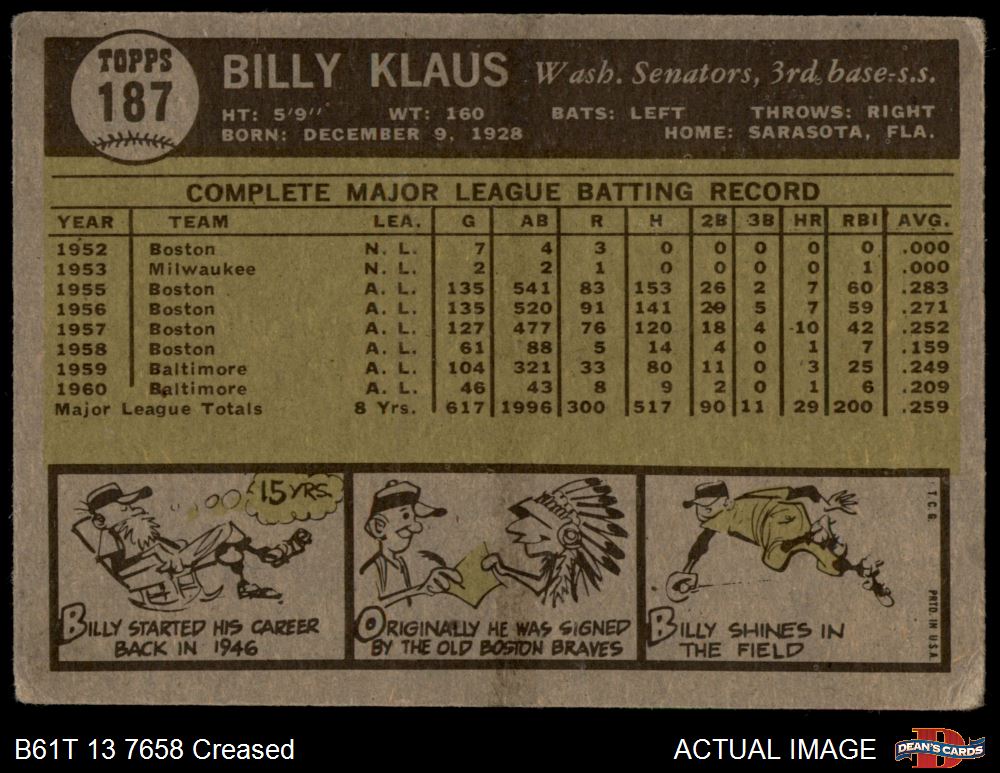 TOPPS
187
BILLY KLAUS Wash. Senators, 3rd base-s.s.
HT: 5'9" WT: 160 BATS: LEFT THROWS: RIGHT
BORN: DECEMBER 9, 1928 HOME: SARASOTA, FLA.
COMPLETE MAJOR LEAGUE BATTING RECORD
YEAR TEAM LEA. G AB R H 2B 3B HR RBI AVG.
1952 Boston N. L. 7 4 3 0 0 0 0 0 .000
1953 Milwaukee N. L. 2 2 1 0 0 0 0 1 .000
1955 Boston A. L. 135 541 83 153 26 2 7 60 .283
1956 Boston A. L. 135 520 91 141 29 5 7 59 .271
1957 Boston A. L. 127 477 76 120 18 4 10 42 .252
1958 Boston A. L. 61 88 5 14 4 0 1 7 .159
1959 Baltimore A. L. 104 321 33 80 11 0 3 25 .249
1960 Baltimore A. L. 46 43 8 9 2 0 1 6 .209
Major League Totals 8 Yrs. 617 1996 300 517 90 11 29 200 .259
15 YRS.
BILLY STARTED HIS CAREER
BACK IN 1946
ORIGINALLY HE WAS SIGNED
BY THE OLD BOSTON BRAVES
BILLY SHINES IN
THE FIELD
T.C.G.
PRTD. IN U.S.A.
B61T 13 7658 Creased
ACTUAL IMAGE
DEAN'S CARDS